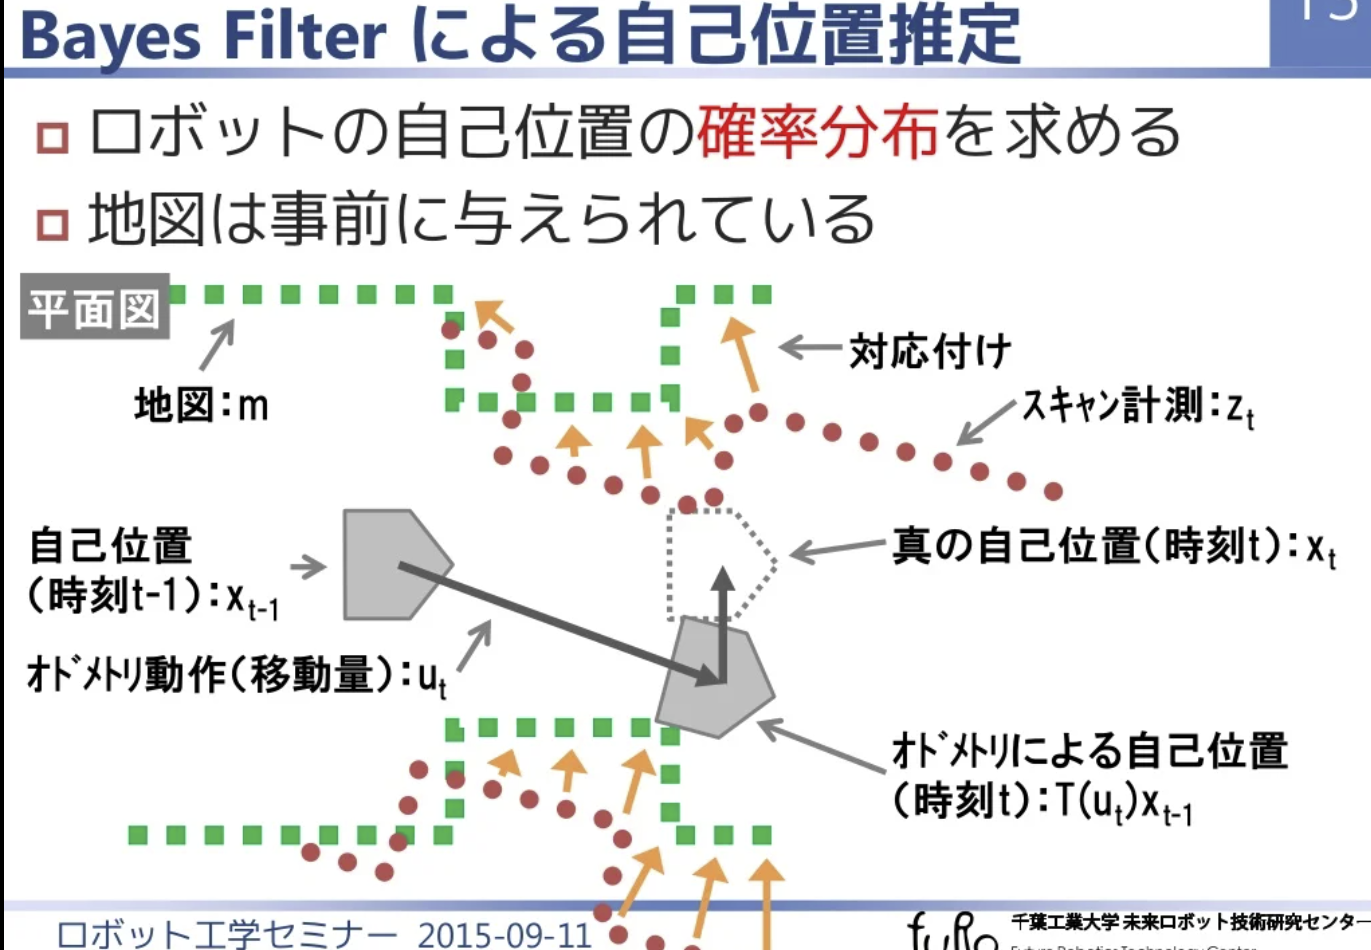 Bayes Filter による自己位置推定
ロボットの自己位置の確率分布を求める
地図は事前に与えられている
平面図
地図:m
対応付け
スキャン計測:zt
自己位置
(時刻t-1):xt-1
真の自己位置(時刻t):xt
オドメトリ動作(移動量):ut
オドメトリによる自己位置
(時刻t):T(ut)xt-1
ロボット工学セミナー 2015-09-11
fuRo
千葉工業大学 未来ロボット技術研究センター